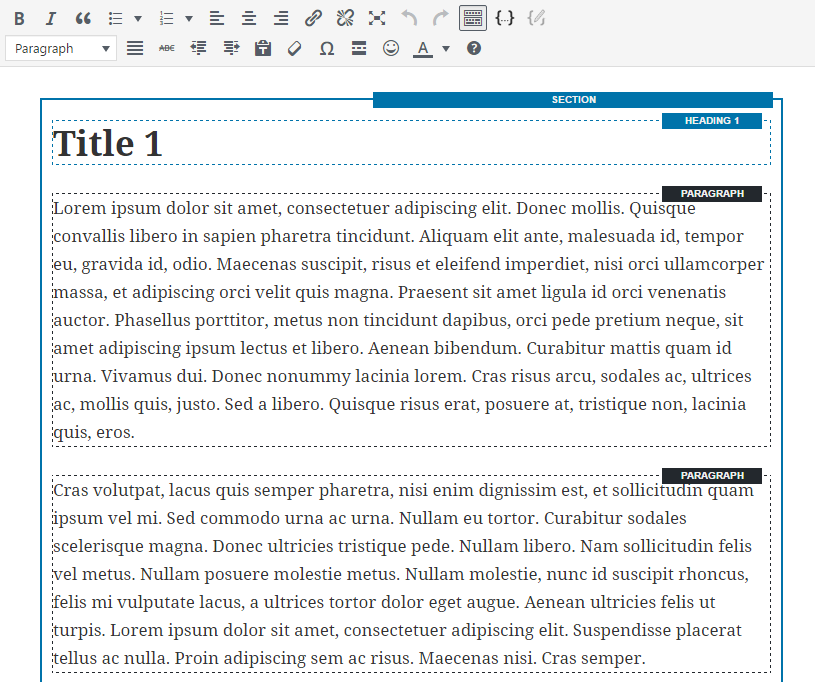 B I
Paragraph ABC T Ω A ?
SECTION
HEADING 1
Title 1
PARAGRAPH
Lorem ipsum dolor sit amet, consectetuer adipiscing elit. Donec mollis. Quisque
convallis libero in sapien pharetra tincidunt. Aliquam elit ante, malesuada id, tempor
eu, gravida id, odio. Maecenas suscipit, risus et eleifend imperdiet, nisi orci ullamcorper
massa, et adipiscing orci velit quis magna. Praesent sit amet ligula id orci venenatis
auctor. Phasellus porttitor, metus non tincidunt dapibus, orci pede pretium neque, sit
amet adipiscing ipsum lectus et libero. Aenean bibendum. Curabitur mattis quam id
urna. Vivamus dui. Donec nonummy lacinia lorem. Cras risus arcu, sodales ac, ultrices
ac, mollis quis, justo. Sed a libero. Quisque risus erat, posuere at, tristique non, lacinia
quis, eros.
PARAGRAPH
Cras volutpat, lacus quis semper pharetra, nisi enim dignissim est, et sollicitudin quam
ipsum vel mi. Sed commodo urna ac urna. Nullam eu tortor. Curabitur sodales
scelerisque magna. Donec ultricies tristique pede. Nullam libero. Nam sollicitudin felis
vel metus. Nullam posuere molestie metus. Nullam molestie, nunc id suscipit rhoncus,
felis mi vulputate lacus, a ultrices tortor dolor eget augue. Aenean ultricies felis ut
turpis. Lorem ipsum dolor sit amet, consectetuer adipiscing elit. Suspendisse placerat
tellus ac nulla. Proin adipiscing sem ac risus. Maecenas nisi. Cras semper.